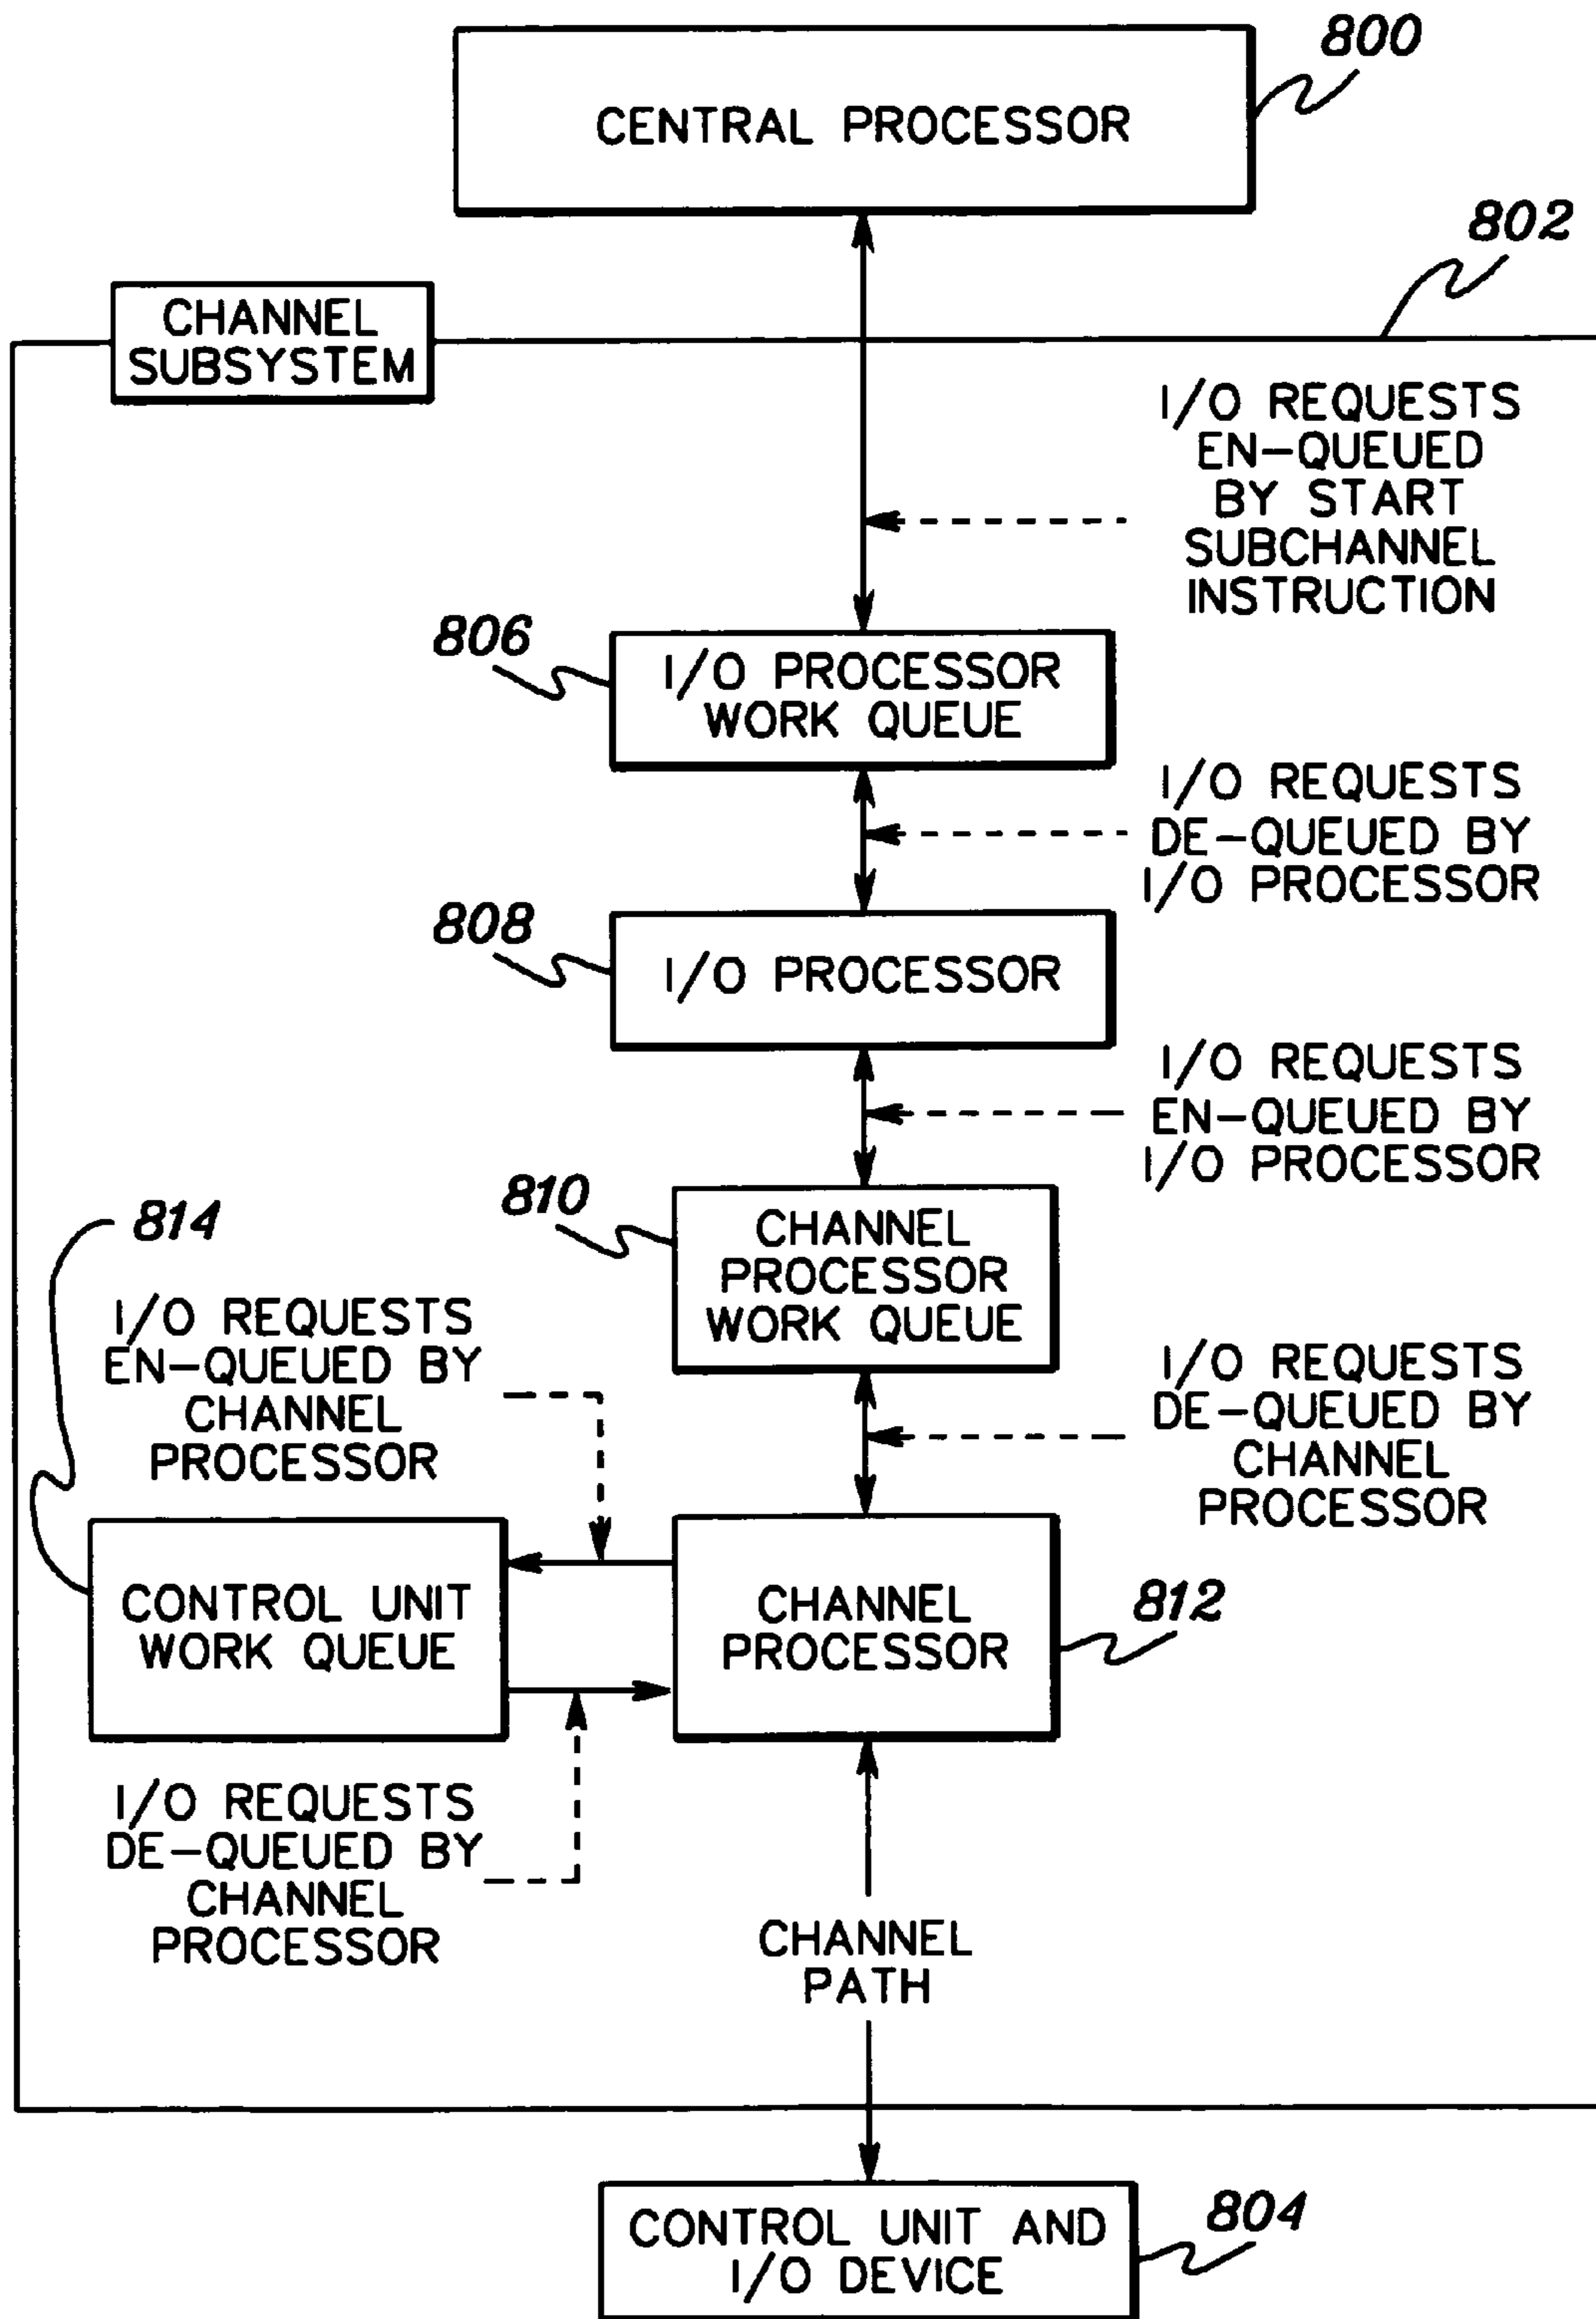 800
CENTRAL PROCESSOR
802
CHANNEL
SUBSYSTEM
I/O REQUESTS
EN-QUEUED
BY START
SUBCHANNEL
INSTRUCTION
806
I/O PROCESSOR
WORK QUEUE
I/O REQUESTS
DE-QUEUED BY
I/O PROCESSOR
808
I/O PROCESSOR
I/O REQUESTS
EN-QUEUED BY
I/O PROCESSOR
810
CHANNEL
PROCESSOR
WORK QUEUE
814
I/O REQUESTS
EN-QUEUED BY
CHANNEL
PROCESSOR
I/O REQUESTS
DE-QUEUED BY
CHANNEL
PROCESSOR
CONTROL UNIT
WORK QUEUE
CHANNEL
PROCESSOR
812
I/O REQUESTS
DE-QUEUED BY
CHANNEL
PROCESSOR
CHANNEL
PATH
CONTROL UNIT AND
I/O DEVICE
804